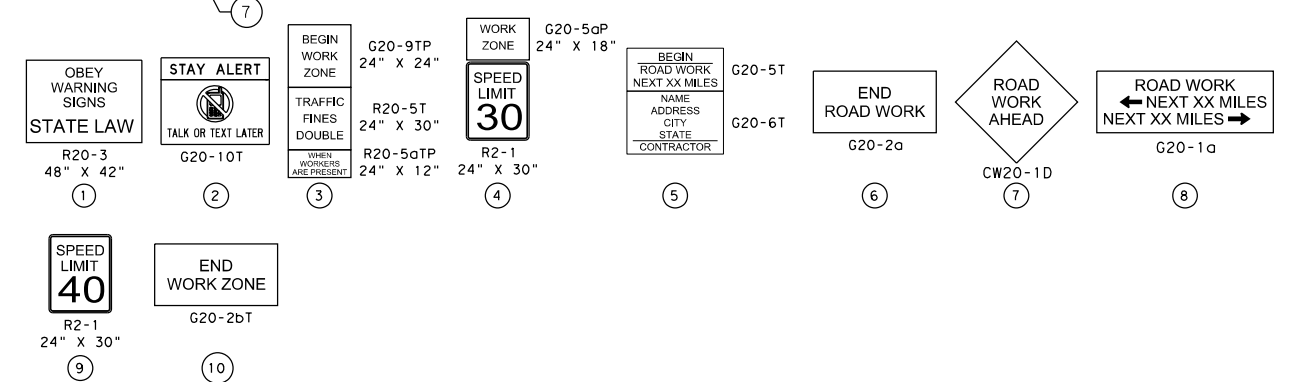 7
OBEY
WARNING
SIGNS
STATE LAW
R20-3
48" X 42"
1
STAY ALERT
TALK OR TEXT LATER
G20-10T
2
BEGIN
WORK
ZONE
G20-9TP
24" X 24"
TRAFFIC
FINES
DOUBLE
R20-5T
24" X 30"
WHEN
WORKERS
ARE PRESENT
R20-5aTP
24" X 12"
3
WORK
ZONE
G20-5aP
24" X 18"
SPEED
LIMIT
30
R2-1
24" X 30"
4
BEGIN
ROAD WORK
NEXT XX MILES
G20-5T
NAME
ADDRESS
CITY
STATE
CONTRACTOR
G20-6T
5
END
ROAD WORK
G20-2a
6
ROAD
WORK
AHEAD
CW20-1D
7
ROAD WORK
← NEXT XX MILES
NEXT XX MILES →
G20-1a
8
SPEED
LIMIT
40
R2-1
24" X 30"
9
END
WORK ZONE
G20-2bT
10